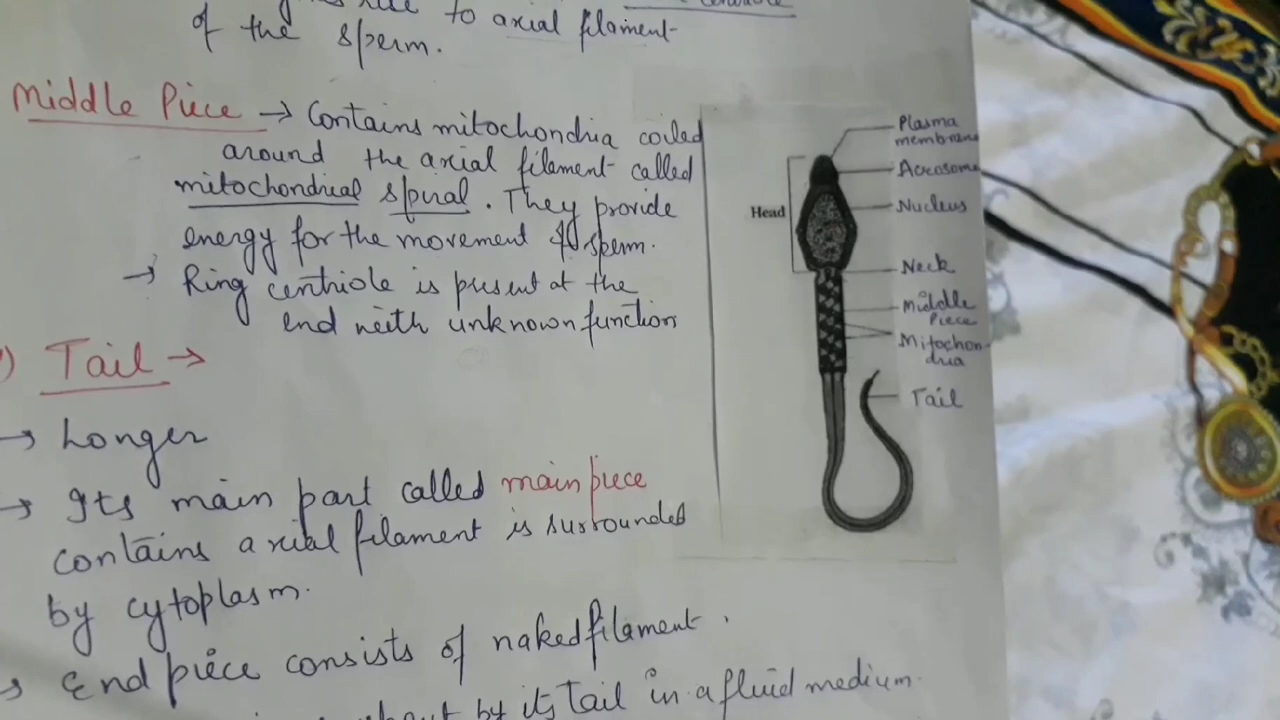 to axial filament
of the sperm.
Middle Piece → Contains mitochondria coiled
around the axial filament called
mitochondrial spiral. They provide
energy for the movement of sperm.
→ Ring centriole is present at the
end with unknown function
) Tail →
→ Longer
→ Its main part called main piece
contains axial filament is surrounded
by cytoplasm.
→ End piece consists of naked filament.
by its Tail in a fluid medium.
Plasma
membrane
Acrosome
Head
Nucleus
Neck
Middle
Piece
Mitochon-
dria
Tail